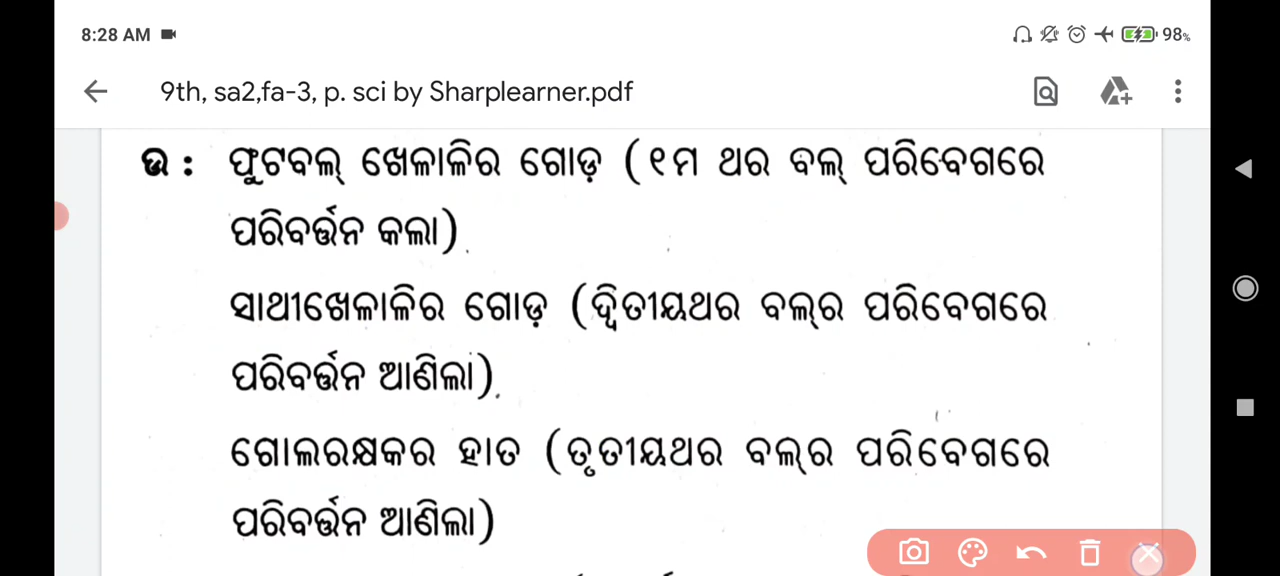 8:28 AM 98%
9th, sa2,fa-3, p. sci by Sharplearner.pdf
ଉ : ଫୁଟବଲ୍ ଖେଳାଳିର ଗୋଡ଼ (୧ମ ଥର ବଲ୍ ପରିବେଗରେ
ପରିବର୍ତ୍ତନ କଲା)
ସାଥୀଖେଳାଳିର ଗୋଡ଼ (ଦ୍ୱିତୀୟଥର ବଲ୍‌ର ପରିବେଗରେ
ପରିବର୍ତ୍ତନ ଆଣିଲା)
ଗୋଲରକ୍ଷକର ହାତ (ତୃତୀୟଥର ବଲ୍‌ର ପରିବେଗରେ
ପରିବର୍ତ୍ତନ ଆଣିଲା)